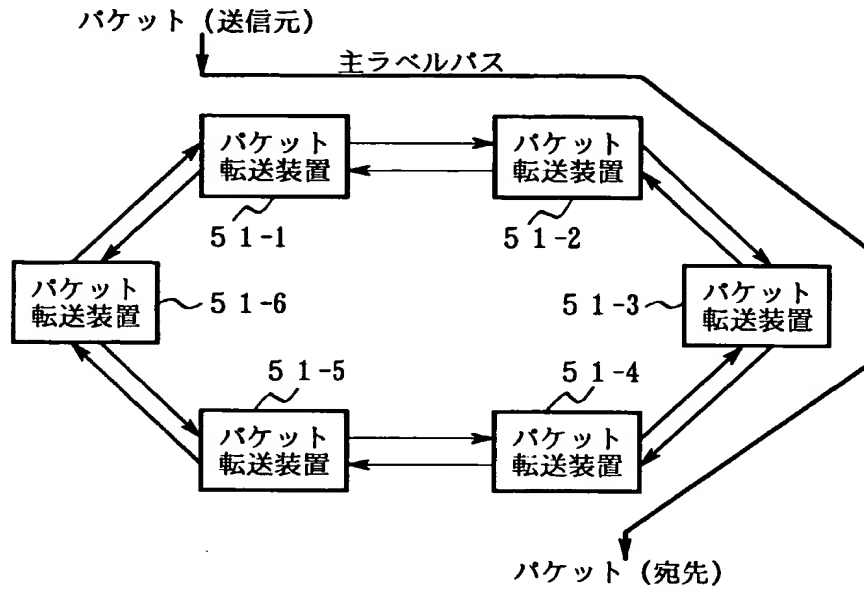 パケット (送信元)
主ラベルパス
パケット
転送装置
51-1
パケット
転送装置
51-2
パケット
転送装置
51-6
51-3
パケット
転送装置
51-5
パケット
転送装置
51-4
パケット
転送装置
パケット (宛先)